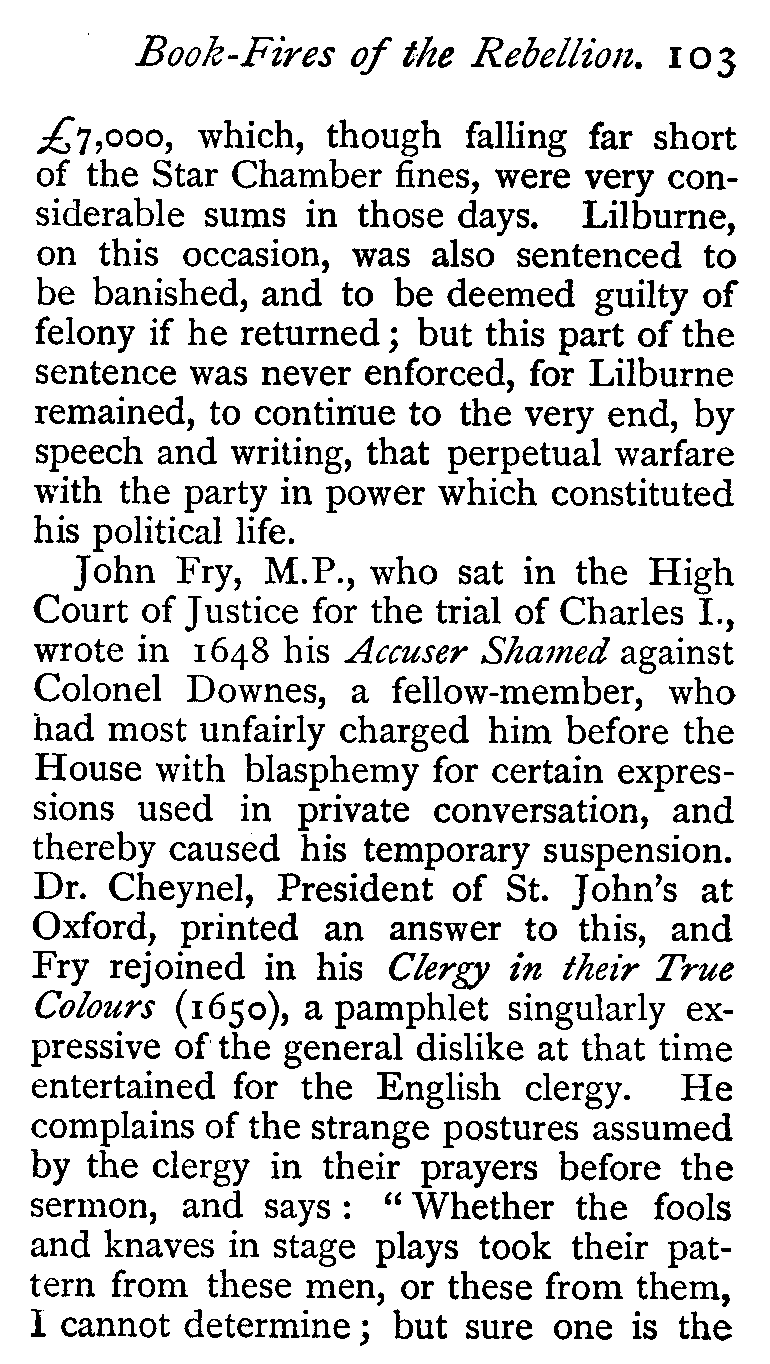 Book-Fires of the Rebellion. 103
£7,000, which, though falling far short
of the Star Chamber fines, were very con-
siderable sums in those days. Lilburne,
on this occasion, was also sentenced to
be banished, and to be deemed guilty of
felony if he returned ; but this part of the
sentence was never enforced, for Lilburne
remained, to continue to the very end, by
speech and writing, that perpetual warfare
with the party in power which constituted
his political life.
John Fry, M.P., who sat in the High
Court of Justice for the trial of Charles I.,
wrote in 1648 his Accuser Shamed against
Colonel Downes, a fellow-member, who
had most unfairly charged him before the
House with blasphemy for certain expres-
sions used in private conversation, and
thereby caused his temporary suspension.
Dr. Cheynel, President of St. John's at
Oxford, printed an answer to this, and
Fry rejoined in his Clergy in their True
Colours (1650), a pamphlet singularly ex-
pressive of the general dislike at that time
entertained for the English clergy. He
complains of the strange postures assumed
by the clergy in their prayers before the
sermon, and says : “ Whether the fools
and knaves in stage plays took their pat-
tern from these men, or these from them,
I cannot determine ; but sure one is the